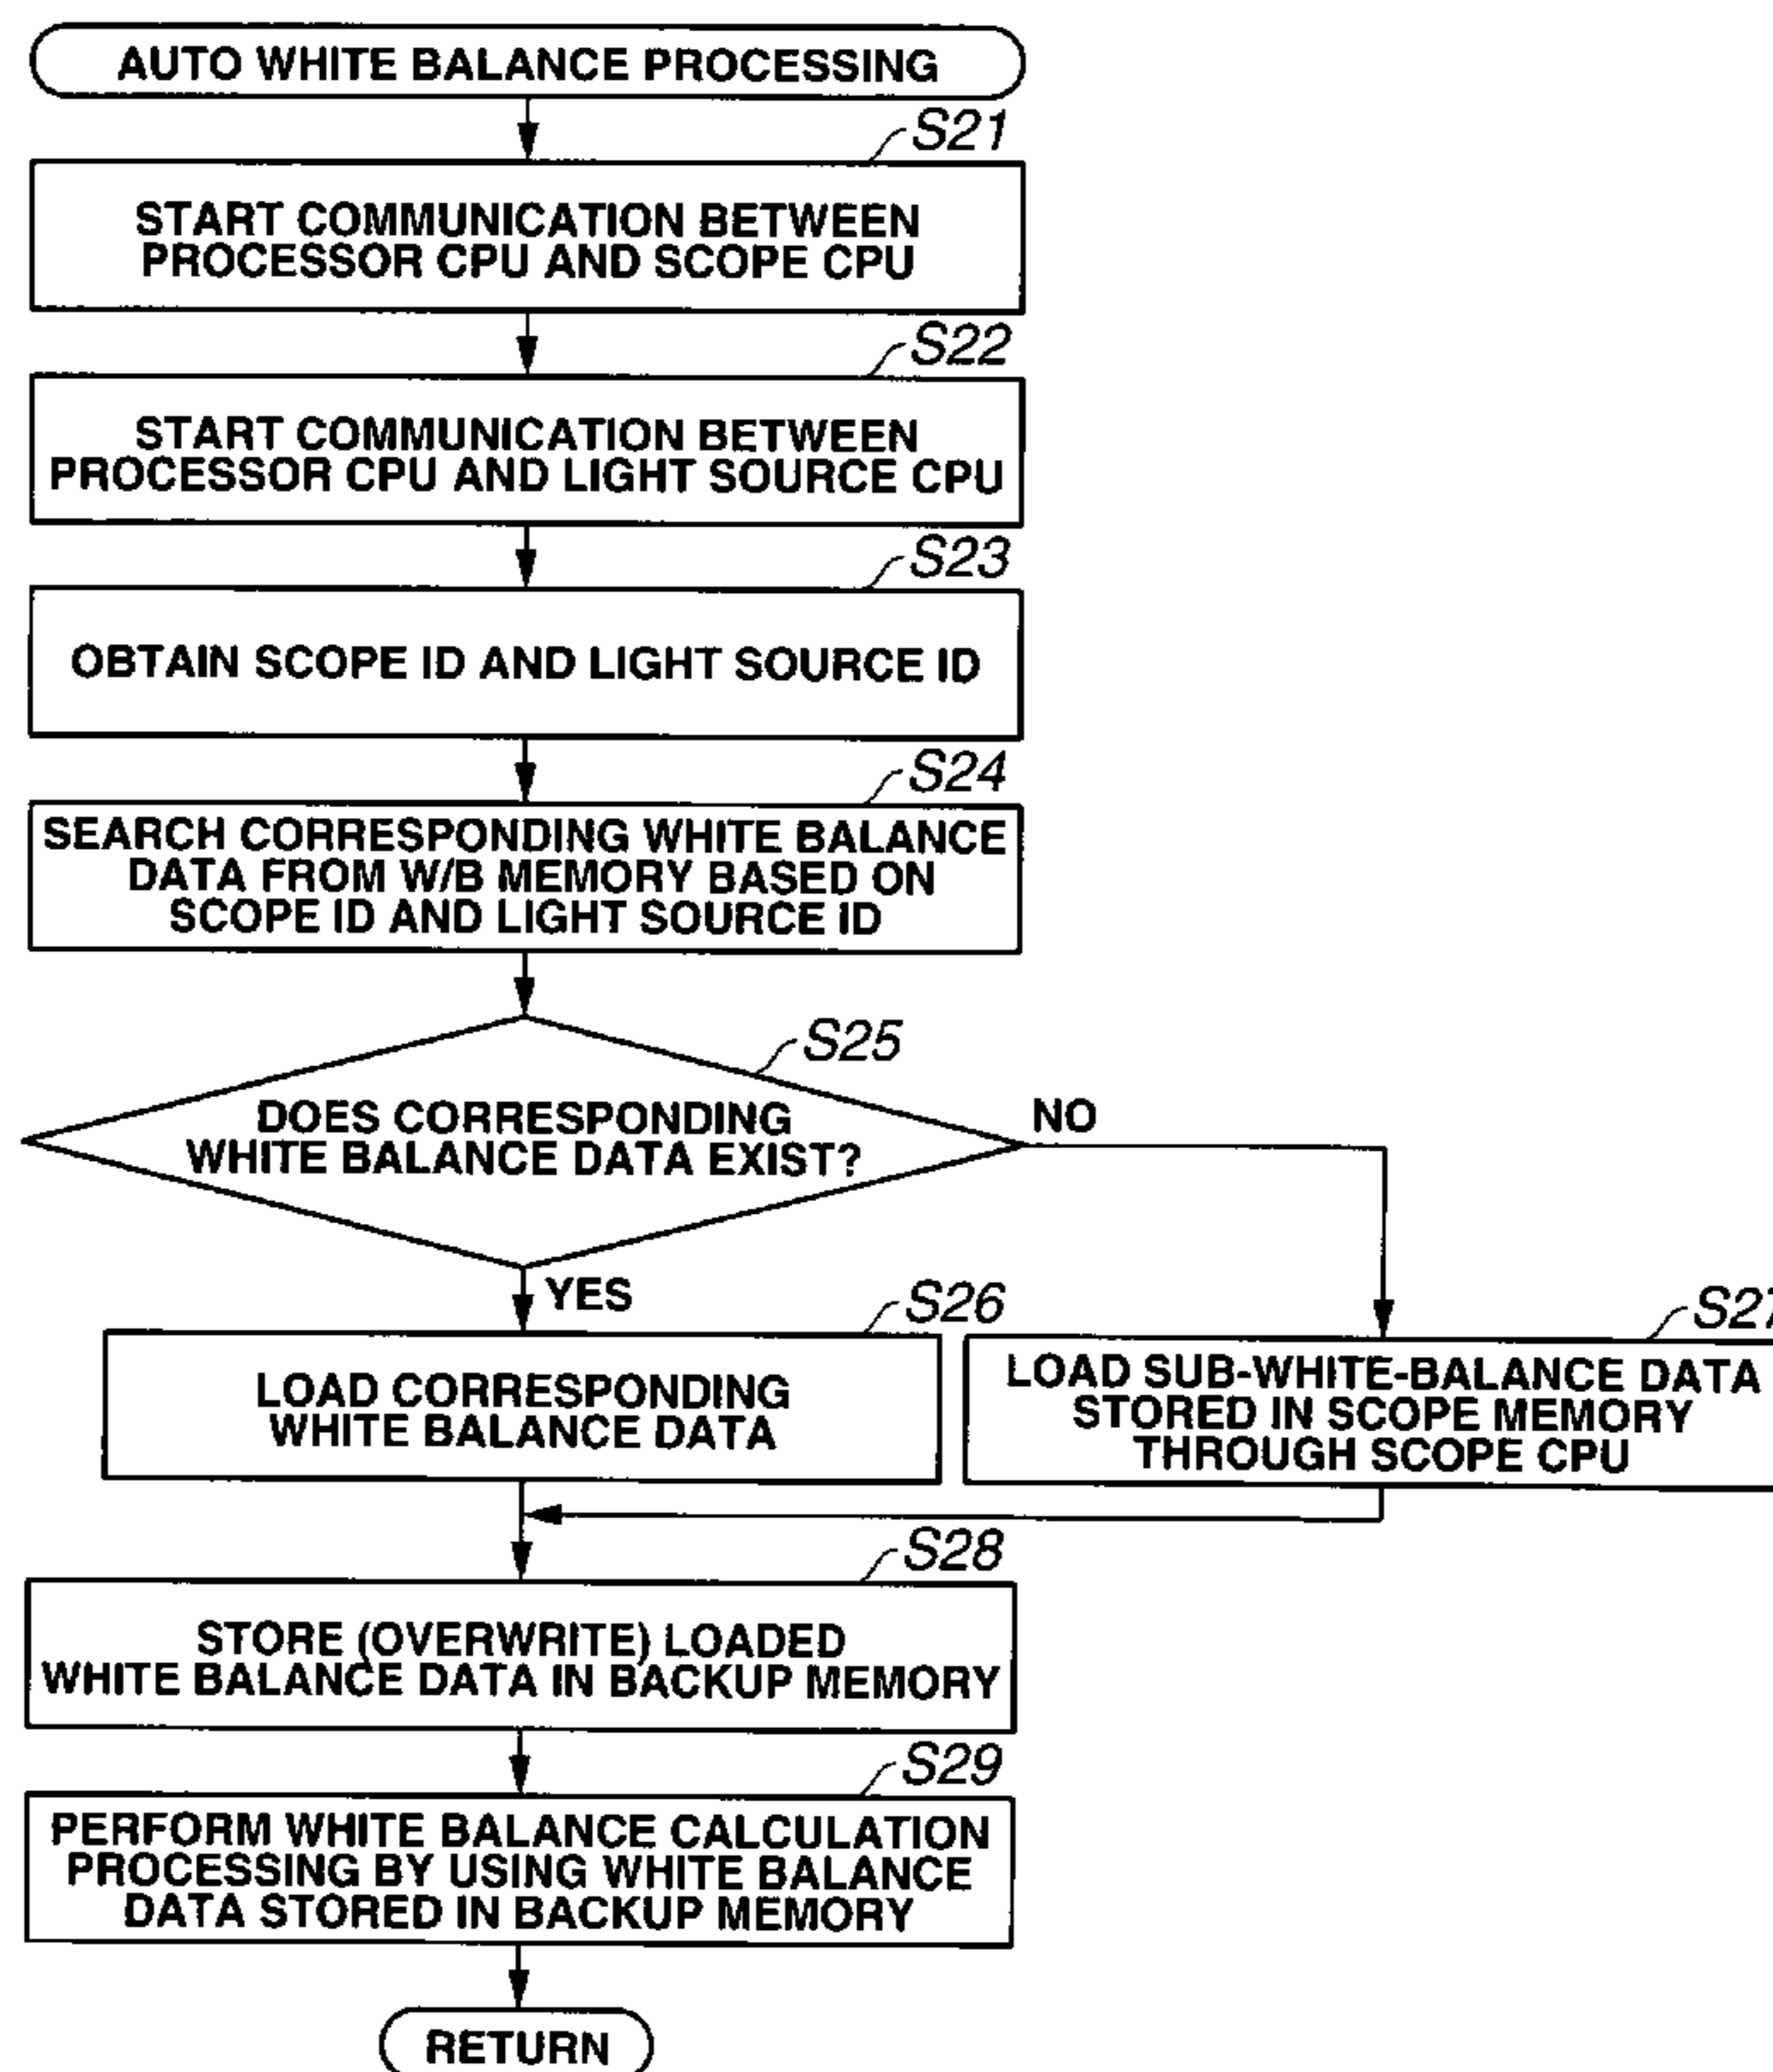 AUTO WHITE BALANCE PROCESSING
S21
START COMMUNICATION BETWEEN
PROCESSOR CPU AND SCOPE CPU
S22
START COMMUNICATION BETWEEN
PROCESSOR CPU AND LIGHT SOURCE CPU
S23
OBTAIN SCOPE ID AND LIGHT SOURCE ID
S24
SEARCH CORRESPONDING WHITE BALANCE
DATA FROM W/B MEMORY BASED ON
SCOPE ID AND LIGHT SOURCE ID
S25
DOES CORRESPONDING
WHITE BALANCE DATA EXIST?
NO
YES
S26
LOAD CORRESPONDING
WHITE BALANCE DATA
S27
LOAD SUB-WHITE-BALANCE DATA
STORED IN SCOPE MEMORY
THROUGH SCOPE CPU
S28
STORE (OVERWRITE) LOADED
WHITE BALANCE DATA IN BACKUP MEMORY
S29
PERFORM WHITE BALANCE CALCULATION
PROCESSING BY USING WHITE BALANCE
DATA STORED IN BACKUP MEMORY
RETURN